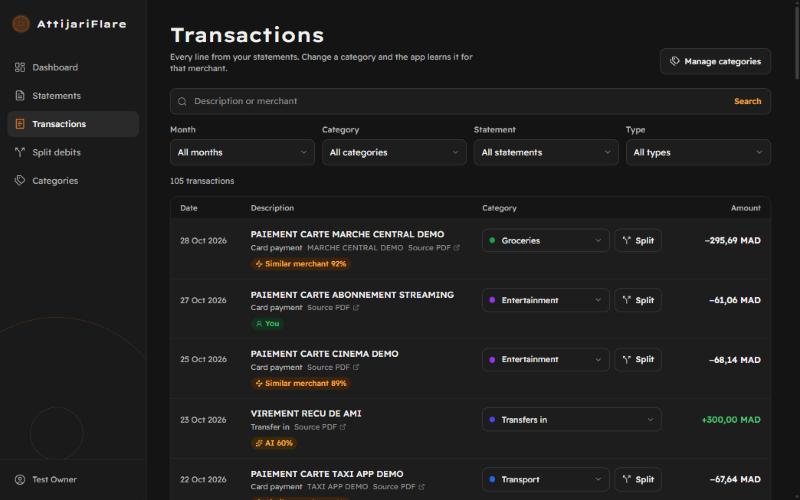 AttijariFlare
Dashboard
Statements
Transactions
Split debits
Categories
Test Owner
Transactions
Every line from your statements. Change a category and the app learns it for
that merchant.
Manage categories
Description or merchant
Search
Month
Category
Statement
Type
All months
All categories
All statements
All types
105 transactions
Date Description Category Amount
28 Oct 2026
PAIEMENT CARTE MARCHE CENTRAL DEMO
Card payment MARCHE CENTRAL DEMO Source PDF
Similar merchant 92%
Groceries
Split
−295,69 MAD
27 Oct 2026
PAIEMENT CARTE ABONNEMENT STREAMING
Card payment Source PDF
You
Entertainment
Split
−61,06 MAD
25 Oct 2026
PAIEMENT CARTE CINEMA DEMO
Card payment Source PDF
Similar merchant 89%
Entertainment
Split
−68,14 MAD
23 Oct 2026
VIREMENT RECU DE AMI
Transfer in Source PDF
AI 60%
Transfers in
+300,00 MAD
22 Oct 2026
PAIEMENT CARTE TAXI APP DEMO
Card payment TAXI APP DEMO Source PDF
Transport
Split
−67,64 MAD